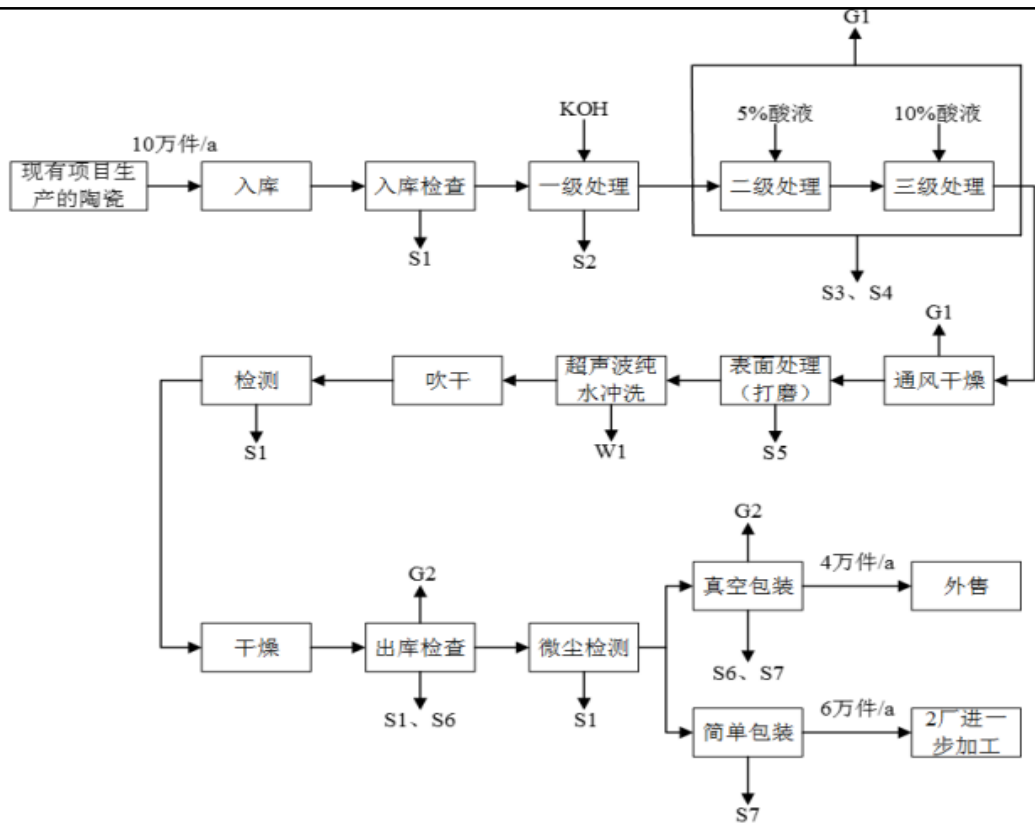 G1
KOH
5%酸液
10%酸液
10万件/a
现有项目生
产的陶瓷
入库
入库检查
一级处理
二级处理
三级处理
S1
S2
S3、S4
G1
检测
吹干
超声波纯
水冲洗
表面处理
（打磨）
通风干燥
S1
W1
S5
G2
4万件/a
G2
真空包装
外售
干燥
出库检查
微尘检测
S6、S7
S1、S6
S1
6万件/a
简单包装
2厂进一
步加工
S7